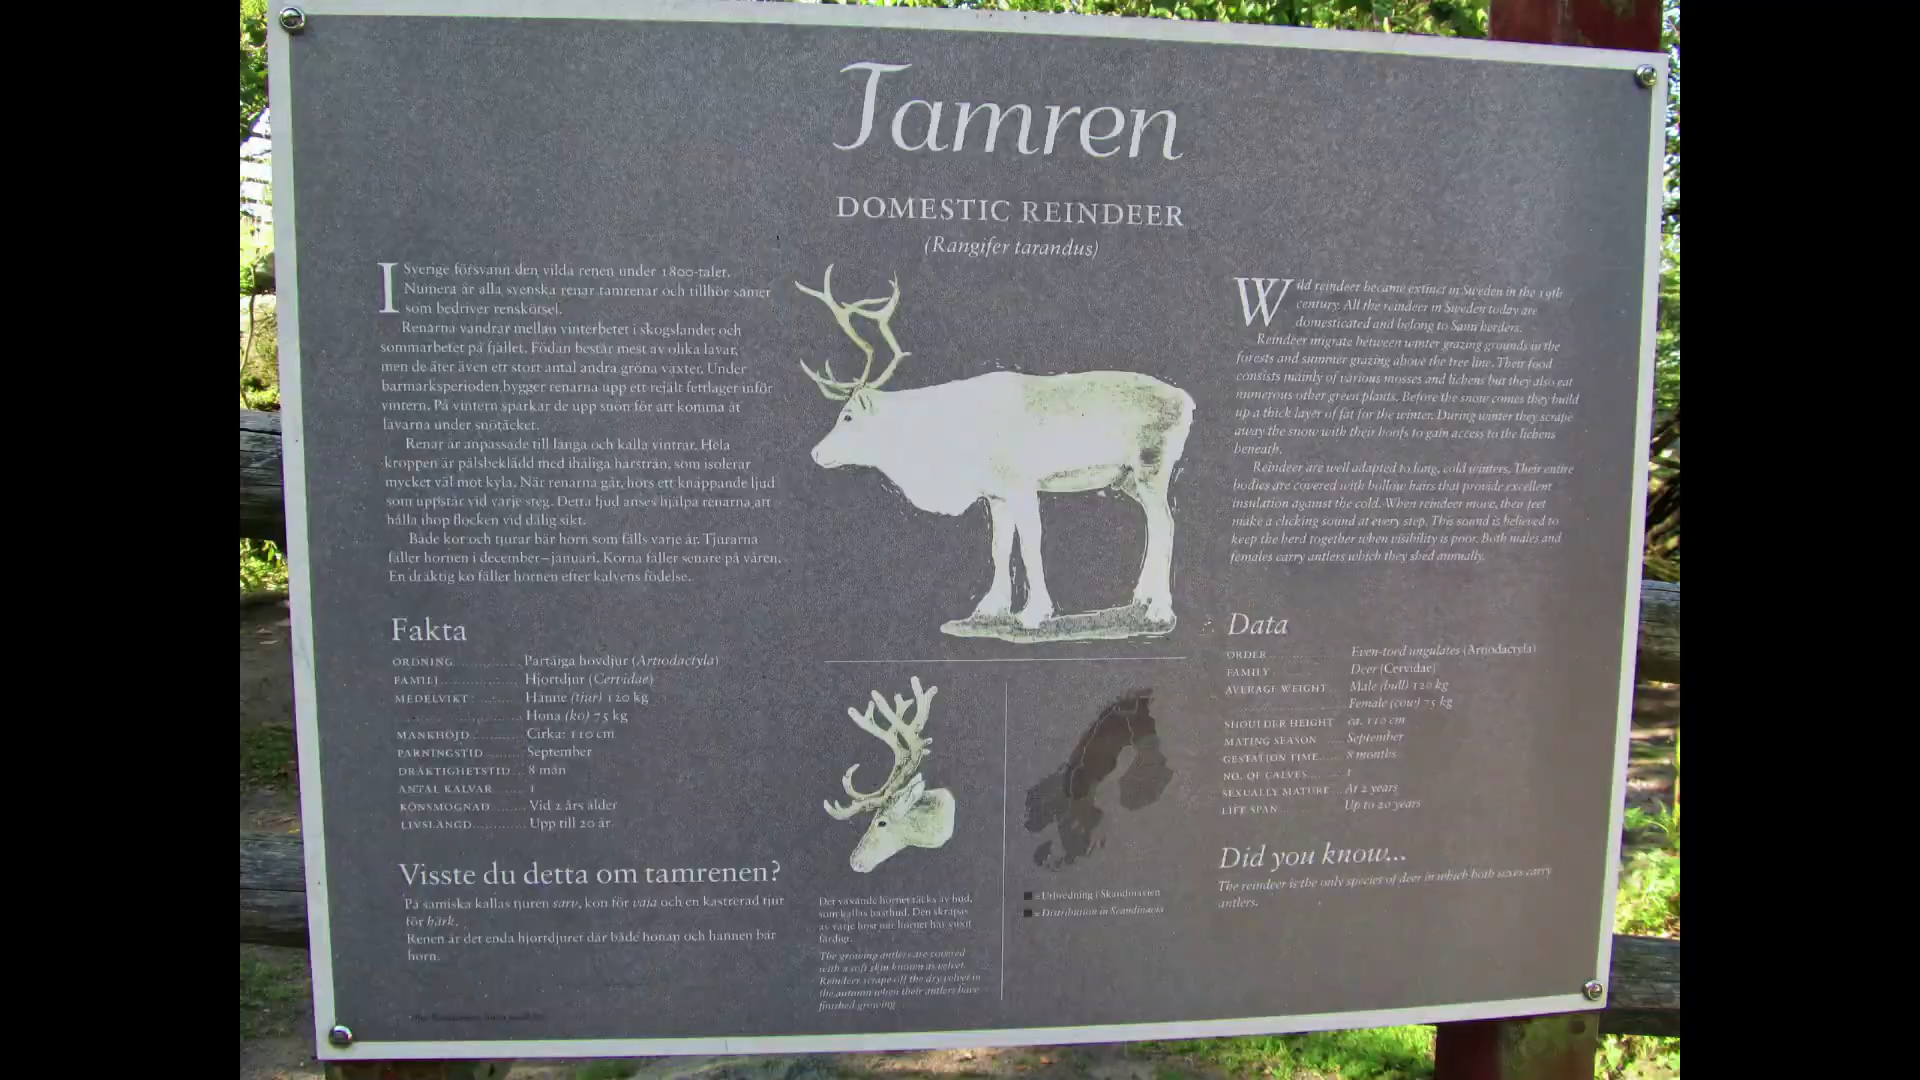 Tamren
DOMESTIC REINDEER
(Rangifer tarandus)
I Sverige försvann den vilda renen under 1800-talet.
Numera är alla svenska renar tamrenar och tillhör samer
som bedriver renskötsel.
Renarna vandrar mellan vinterbetet i skogslandet och
sommarbetet på fjället. Födan består mest av olika lavar,
men de äter även ett stort antal andra gröna växter. Under
barmarksperioden bygger renarna upp ett rejält fettlager inför
vintern. På vintern sparkar de upp snön för att komma åt
lavarna under snötäcket.
Renar är anpassade till långa och kalla vintrar. Hela
kroppen är pälsbeklädd med ihåliga hårstrån, som isolerar
mycket väl mot kyla. När renarna går, hörs ett knäppande ljud
som uppstår vid varje steg. Detta ljud anses hjälpa renarna att
hålla ihop flocken vid dålig sikt.
Både kor och tjurar bär horn som fälls varje år. Tjurarna
fäller hornen i december–januari. Korna fäller senare på våren.
En dräktig ko fäller hornen efter kalvens födelse.
Fakta
ORDNING Partåiga hovdjur (Artiodactyla)
FAMILJ Hjortdjur (Cervidae)
MEDELVIKT Hanne (tjur) 120 kg
Hona (ko) 75 kg
MANKHÖJD Cirka: 110 cm
PARNINGSTID September
DRÄKTIGHETSTID 8 mån
ANTAL KALVAR 1
KÖNSMOGNAD Vid 2 års ålder
LIVSLÄNGD Upp till 20 år
Visste du detta om tamrenen?
På samiska kallas tjuren sarv, kon för vaja och en kastrerad tjur
för härk.
Renen är det enda hjortdjuret där både honan och hannen bär
horn.
Det växande hornet täcks av hud,
som kallas basthud. Den skrapas
av varje höst när hornet har vuxit
färdigt.
The growing antlers are covered
with a soft skin known as velvet.
Reindeer scrape off the dry velvet in
the autumn when their antlers have
finished growing
= Utbredning i Skandinavien
= Distribution in Scandinavia
Wild reindeer became extinct in Sweden in the 19th
century. All the reindeer in Sweden today are
domesticated and belong to Sami herders.
Reindeer migrate between winter grazing grounds in the
forests and summer grazing above the tree line. Their food
consists mainly of various mosses and lichens but they also eat
numerous other green plants. Before the snow comes they build
up a thick layer of fat for the winter. During winter they scrape
away the snow with their hoofs to gain access to the lichens
beneath.
Reindeer are well adapted to long, cold winters. Their entire
bodies are covered with hollow hairs that provide excellent
insulation against the cold. When reindeer move, their feet
make a clicking sound at every step. This sound is believed to
keep the herd together when visibility is poor. Both males and
females carry antlers which they shed annually.
Data
ORDER Even-toed ungulates (Artiodactyla)
FAMILY Deer (Cervidae)
AVERAGE WEIGHT Male (bull) 120 kg
Female (cow) 75 kg
SHOULDER HEIGHT ca. 110 cm
MATING SEASON September
GESTATION TIME 8 months
NO. OF CALVES 1
SEXUALLY MATURE At 2 years
LIFE SPAN Up to 20 years
Did you know...
The reindeer is the only species of deer in which both sexes carry
antlers.